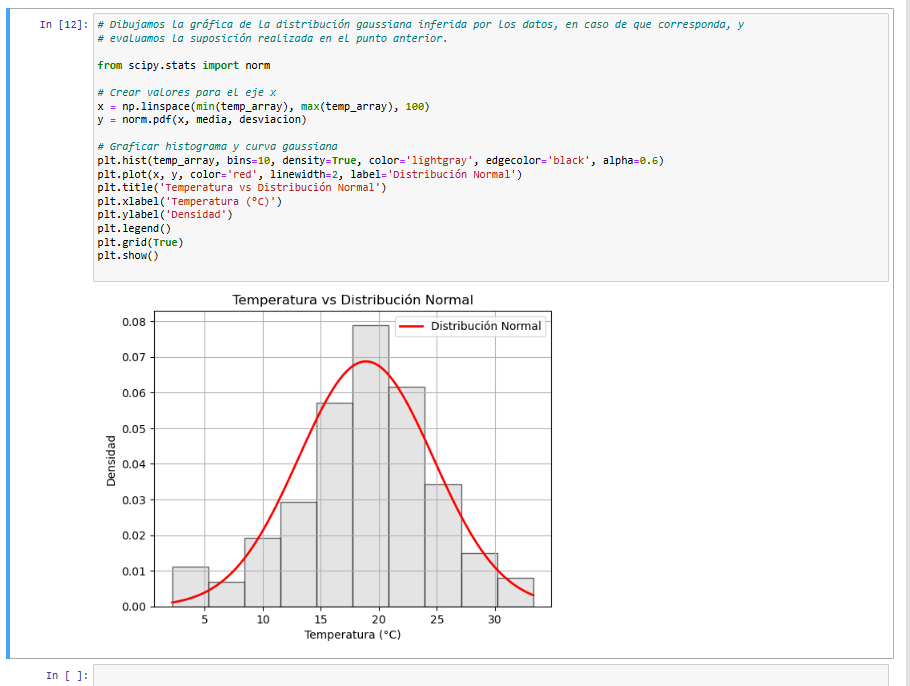 In [12]:
# Dibujamos la gráfica de la distribución gaussiana inferida por los datos, en caso de que corresponda, y
# evaluamos la suposición realizada en el punto anterior.
from scipy.stats import norm
# Crear valores para el eje x
x = np.linspace(min(temp_array), max(temp_array), 100)
y = norm.pdf(x, media, desviacion)
# Graficar histograma y curva gaussiana
plt.hist(temp_array, bins=10, density=True, color='lightgray', edgecolor='black', alpha=0.6)
plt.plot(x, y, color='red', linewidth=2, label='Distribución Normal')
plt.title('Temperatura vs Distribución Normal')
plt.xlabel('Temperatura (°C)')
plt.ylabel('Densidad')
plt.legend()
plt.grid(True)
plt.show()
Temperatura vs Distribución Normal
Distribución Normal
0.08
0.07
0.06
0.05
0.04
0.03
0.02
0.01
0.00
Densidad
5 10 15 20 25 30
Temperatura (°C)
In [ ]: